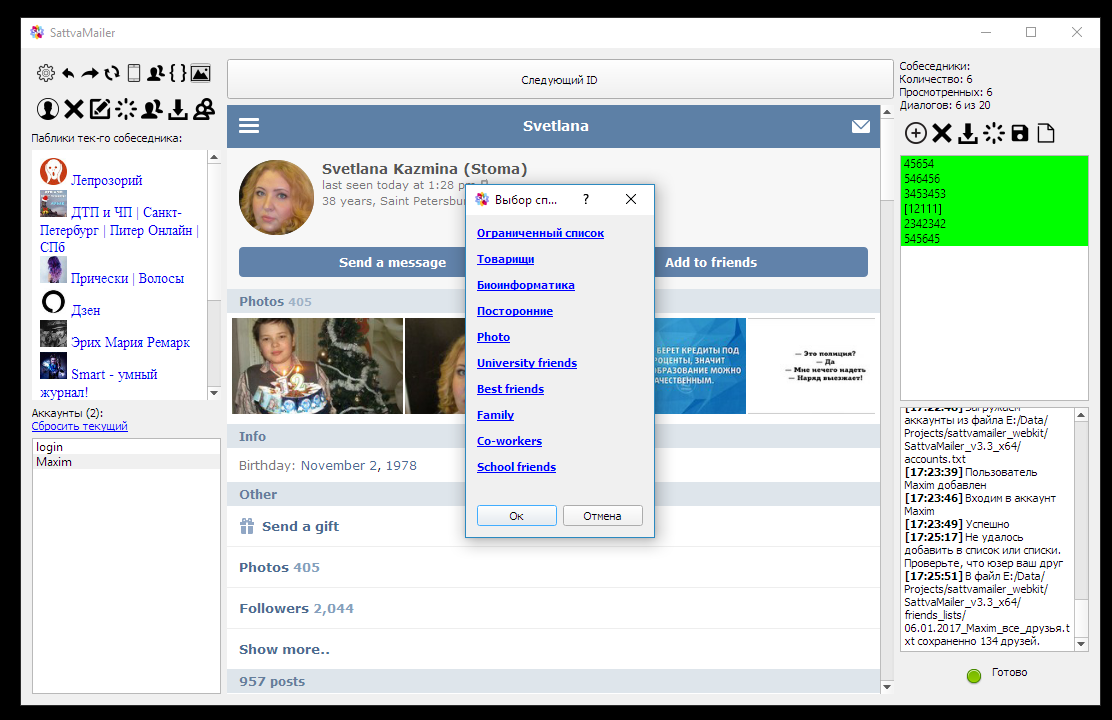 SattvaMailer
Паблики тек-го собеседника:
Лепрозорий
ДТП и ЧП | Санкт-
Петербург | Питер Онлайн |
СПб
Прически | Волосы
Дзен
Эрих Мария Ремарк
Smart - умный
журнал!
Аккаунты (2):
Сбросить текущий
login
Maxim
Следующий ID
Svetlana
Svetlana Kazmina (Stoma)
last seen today at 1:28 pm
38 years, Saint Petersbu
Send a message
Add to friends
Photos 405
БЕРЕТ КРЕДИТЫ ПОД
РОЦЕНТЫ, ЗНАЧИТ
БРАЗОВАНИЕ МОЖНО
АЧЕСТВЕННЫМ.
— Это полиция?
— Да
— Мне нечего надеть
— Наряд выезжает!
Info
Birthday: November 2, 1978
Other
Send a gift
Photos 405
Followers 2,044
Show more..
957 posts
Выбор сп...
?
Ограниченный список
Товарищи
Биоинформатика
Посторонние
Photo
University friends
Best friends
Family
Co-workers
School friends
Ок
Отмена
Собеседники:
Количество: 6
Просмотренных: 6
Диалогов: 6 из 20
45654
546456
3453453
[12111]
2342342
545645
[17:22:48] Загружаем
аккаунты из файла E:/Data/
Projects/sattvamailer_webkit/
SattvaMailer_v3.3_x64/
accounts.txt
[17:23:39] Пользователь
Maxim добавлен
[17:23:46] Входим в аккаунт
Maxim
[17:23:49] Успешно
[17:25:17] Не удалось
добавить в список или списки.
Проверьте, что юзер ваш друг
[17:25:51] В файл E:/Data/
Projects/sattvamailer_webkit/
SattvaMailer_v3.3_x64/
friends_lists/
06.01.2017_Maxim_все_друзья.t
xt сохраненно 134 друзей.
Готово